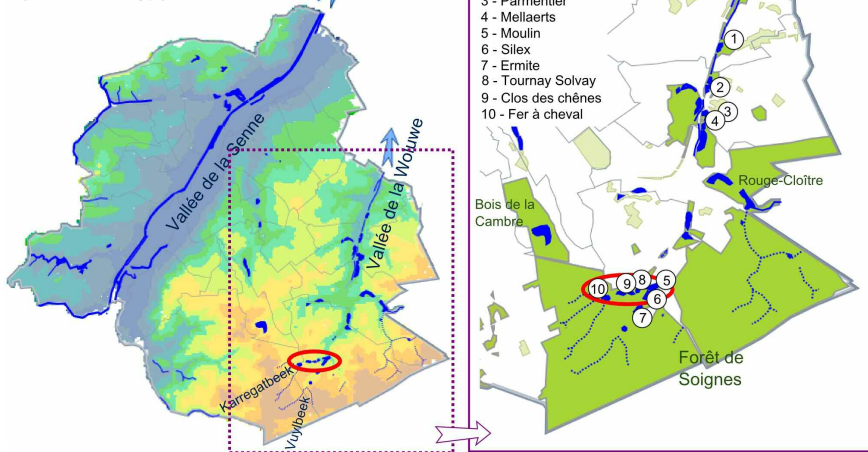 3 - Parmentier
4 - Mellaerts
5 - Moulin
6 - Silex
7 - Ermite
8 - Tournay Solvay
9 - Clos des chênes
10 - Fer à cheval
Vallée de la Senne
Vallée de la Woluwe
Karregatbeek
Vuylbeek
1
2
3
4
Rouge-Cloître
Bois de la
Cambre
10
9
8
5
6
7
Forêt de
Soignes